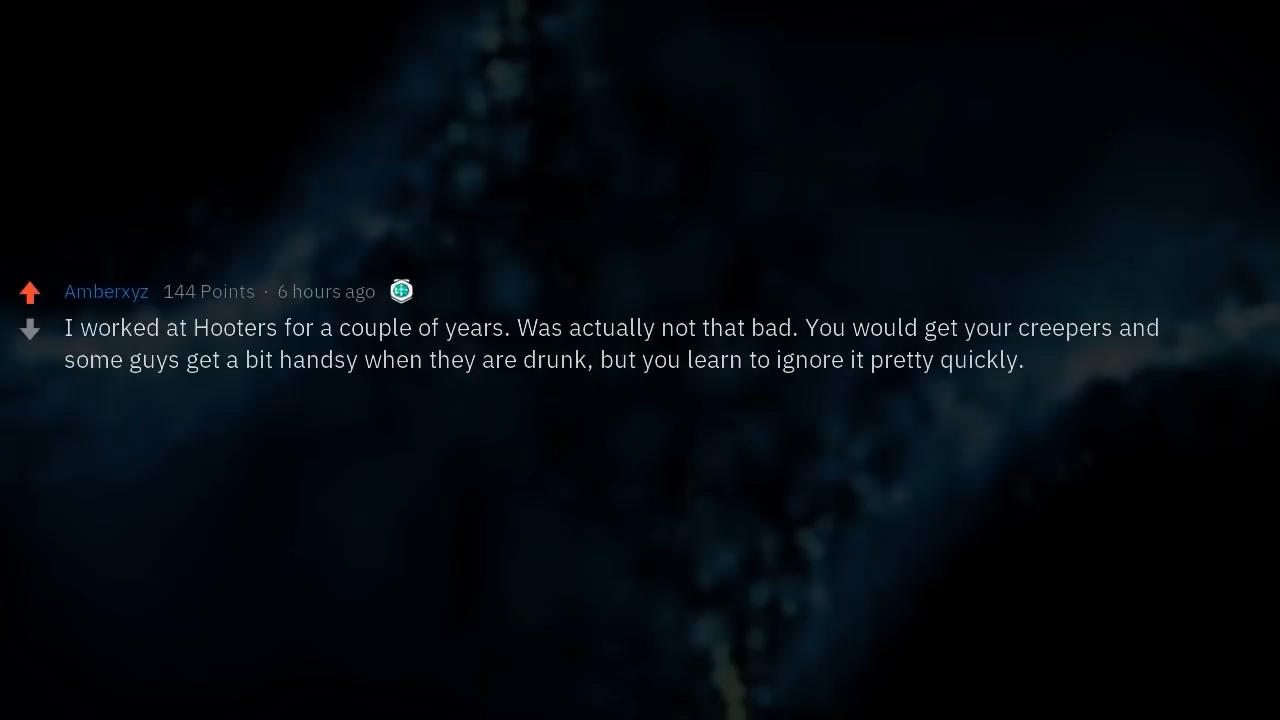 Amberxyz 144 Points · 6 hours ago
I worked at Hooters for a couple of years. Was actually not that bad. You would get your creepers and
some guys get a bit handsy when they are drunk, but you learn to ignore it pretty quickly.